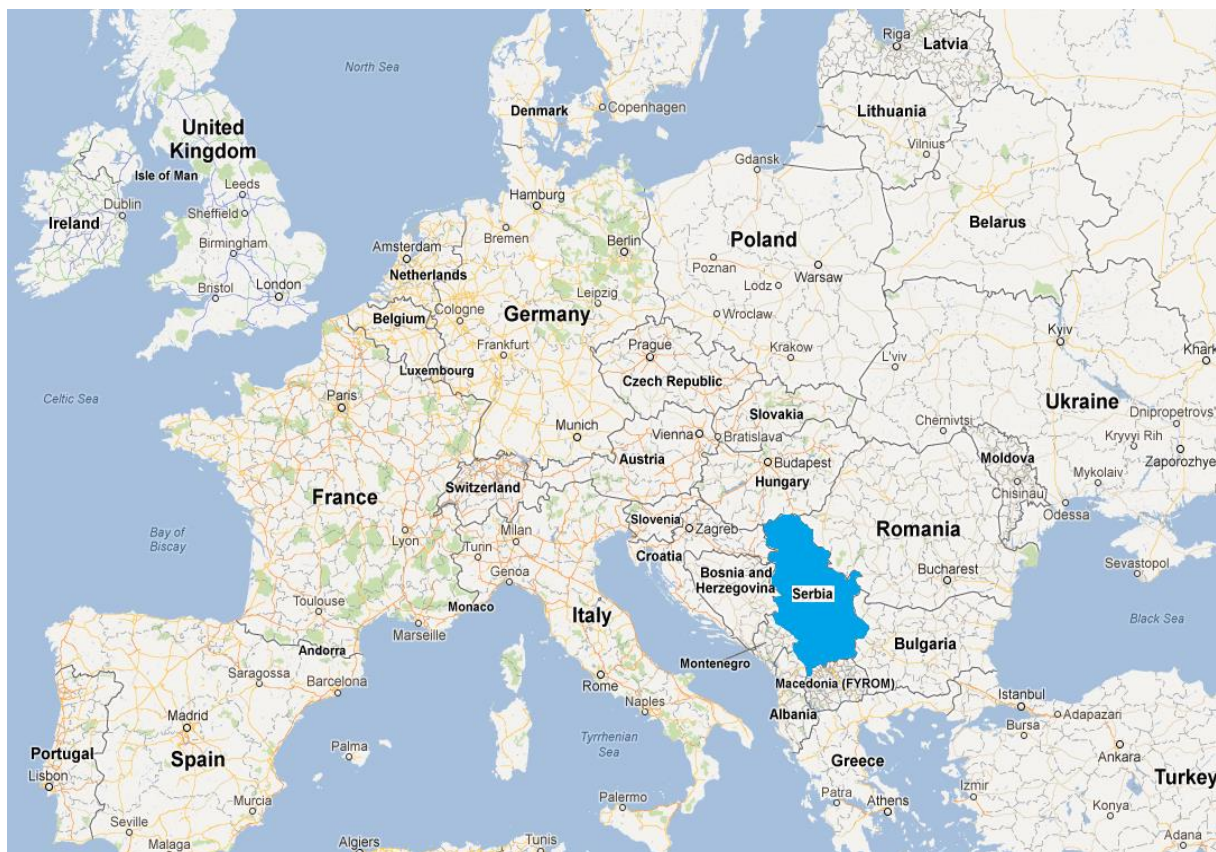 Riga
Latvia
North Sea
Denmark
Copenhagen
Lithuania
United
Kingdom
Vilnius
Gdansk
Isle of Man
Leeds
Hamburg
Dublin
Sheffield
Ireland
Belarus
Bremen
Birmingham
Amsterdam
Berlin
Poland
Poznan
Warsaw
Netherlands
Lodz
Bristol
London
Leipzig
Cologne
Germany
Wroclaw
Belgium
Kyiv
Prague
Frankfurt
Krakow
L'viv
Khark
Luxembourg
Czech Republic
Celtic Sea
Paris
Ukraine
Slovakia
Dnipropetrovs'
Chernivtsi
Munich
Vienna
Bratislava
Kryvyi Rih
Moldova
Zaporozhye
Austria
Budapest
Mykolaiv
Hungary
Switzerland
Chisinau
France
Odessa
Slovenia
Zagreb
Romania
Bay of
Biscay
Lyon
Milan
Turin
Croatia
Sevastopol
Genoa
Bosnia and
Herzegovina
Bucharest
Serbia
Toulouse
Monaco
Italy
Black Sea
Marseille
Bulgaria
Andorra
Montenegro
Saragossa
Rome
Macedonia (FYROM)
Barcelona
Istanbul
Naples
Albania
Adapazari
Madrid
Bursa
Tyrrhenian
Sea
Palma
Portugal
Spain
Greece
Ankara
Lisbon
Turkey
Izmir
Palermo
Patra
Athens
Murcia
Konya
Seville
Malaga
Algiers
Tunis
Adana